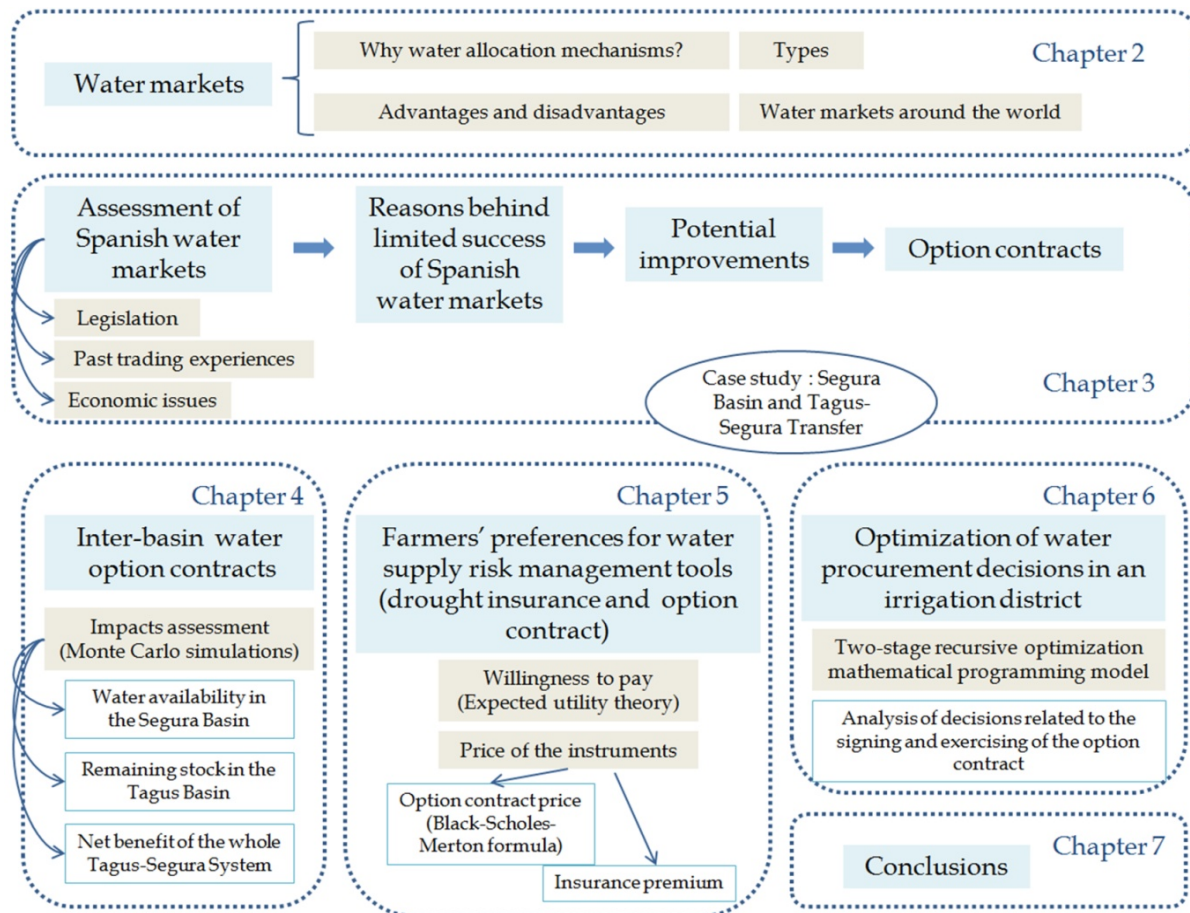 Chapter 2
Water markets
Why water allocation mechanisms?
Types
Advantages and disadvantages
Water markets around the world
Assessment of
Spanish water
markets
Reasons behind
limited success
of Spanish
water markets
Potential
improvements
Option contracts
Legislation
Past trading experiences
Economic issues
Case study : Segura
Basin and Tagus-
Segura Transfer
Chapter 3
Chapter 4
Inter-basin water
option contracts
Impacts assessment
(Monte Carlo simulations)
Water availability in
the Segura Basin
Remaining stock in the
Tagus Basin
Net benefit of the whole
Tagus-Segura System
Chapter 5
Farmers' preferences for water
supply risk management tools
(drought insurance and option
contract)
Willingness to pay
(Expected utility theory)
Price of the instruments
Option contract price
(Black-Scholes-
Merton formula)
Insurance premium
Chapter 6
Optimization of water
procurement decisions in an
irrigation district
Two-stage recursive optimization
mathematical programming model
Analysis of decisions related to the
signing and exercising of the option
contract
Chapter 7
Conclusions